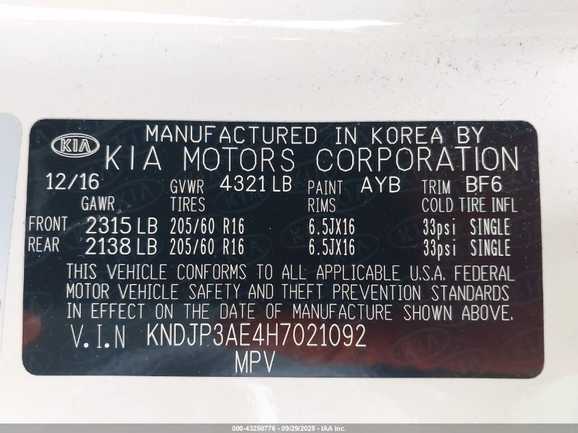 KIA
MANUFACTURED IN KOREA BY
KIA MOTORS CORPORATION
12/16 GVWR 4321 LB PAINT AYB TRIM BF6
GAWR TIRES RIMS COLD TIRE INFL
FRONT 2315 LB 205/60 R16 6.5JX16 33psi SINGLE
REAR 2138 LB 205/60 R16 6.5JX16 33psi SINGLE
THIS VEHICLE CONFORMS TO ALL APPLICABLE U.S.A. FEDERAL
MOTOR VEHICLE SAFETY AND THEFT PREVENTION STANDARDS
IN EFFECT ON THE DATE OF MANUFACTURE SHOWN ABOVE.
V.I.N KNDJP3AE4H7021092
MPV
000-43250776 - 09/29/2025 - IAA Inc.